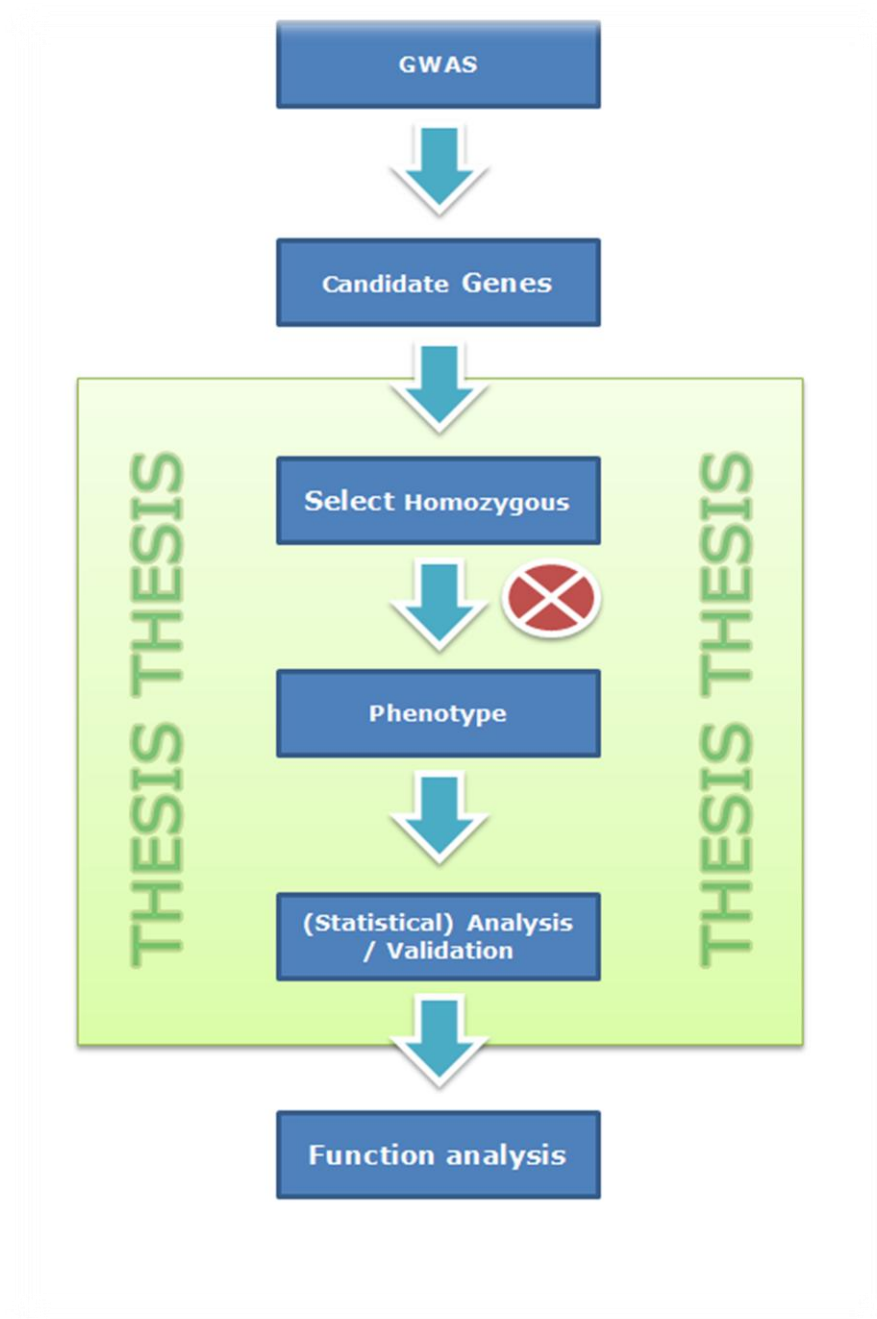 GWAS
Candidate Genes
THESIS THESIS
Select Homozygous
Phenotype
(Statistical) Analysis
/ Validation
THESIS THESIS
Function analysis